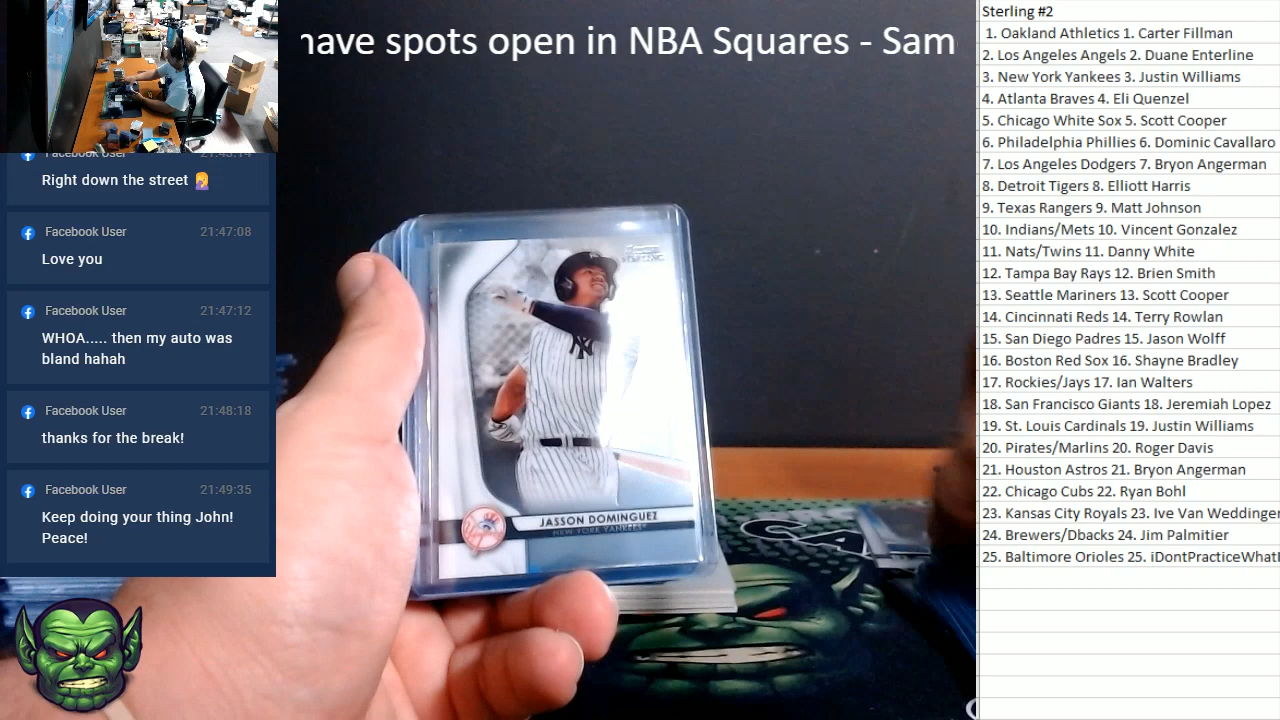 have spots open in NBA Squares - Sam
Facebook User
Right down the street 🤦‍♀️
Facebook User 21:47:08
Love you
Facebook User 21:47:12
WHOA..... then my auto was
bland hahah
Facebook User 21:48:18
thanks for the break!
Facebook User 21:49:35
Keep doing your thing John!
Peace!
JASSON DOMINGUEZ
NEW YORK YANKEES
CA
Sterling #2
1. Oakland Athletics 1. Carter Fillman
2. Los Angeles Angels 2. Duane Enterline
3. New York Yankees 3. Justin Williams
4. Atlanta Braves 4. Eli Quenzel
5. Chicago White Sox 5. Scott Cooper
6. Philadelphia Phillies 6. Dominic Cavallaro
7. Los Angeles Dodgers 7. Bryon Angerman
8. Detroit Tigers 8. Elliott Harris
9. Texas Rangers 9. Matt Johnson
10. Indians/Mets 10. Vincent Gonzalez
11. Nats/Twins 11. Danny White
12. Tampa Bay Rays 12. Brien Smith
13. Seattle Mariners 13. Scott Cooper
14. Cincinnati Reds 14. Terry Rowlan
15. San Diego Padres 15. Jason Wolff
16. Boston Red Sox 16. Shayne Bradley
17. Rockies/Jays 17. Ian Walters
18. San Francisco Giants 18. Jeremiah Lopez
19. St. Louis Cardinals 19. Justin Williams
20. Pirates/Marlins 20. Roger Davis
21. Houston Astros 21. Bryon Angerman
22. Chicago Cubs 22. Ryan Bohl
23. Kansas City Royals 23. Ive Van Weddinger
24. Brewers/Dbacks 24. Jim Palmitier
25. Baltimore Orioles 25. iDontPracticeWhat